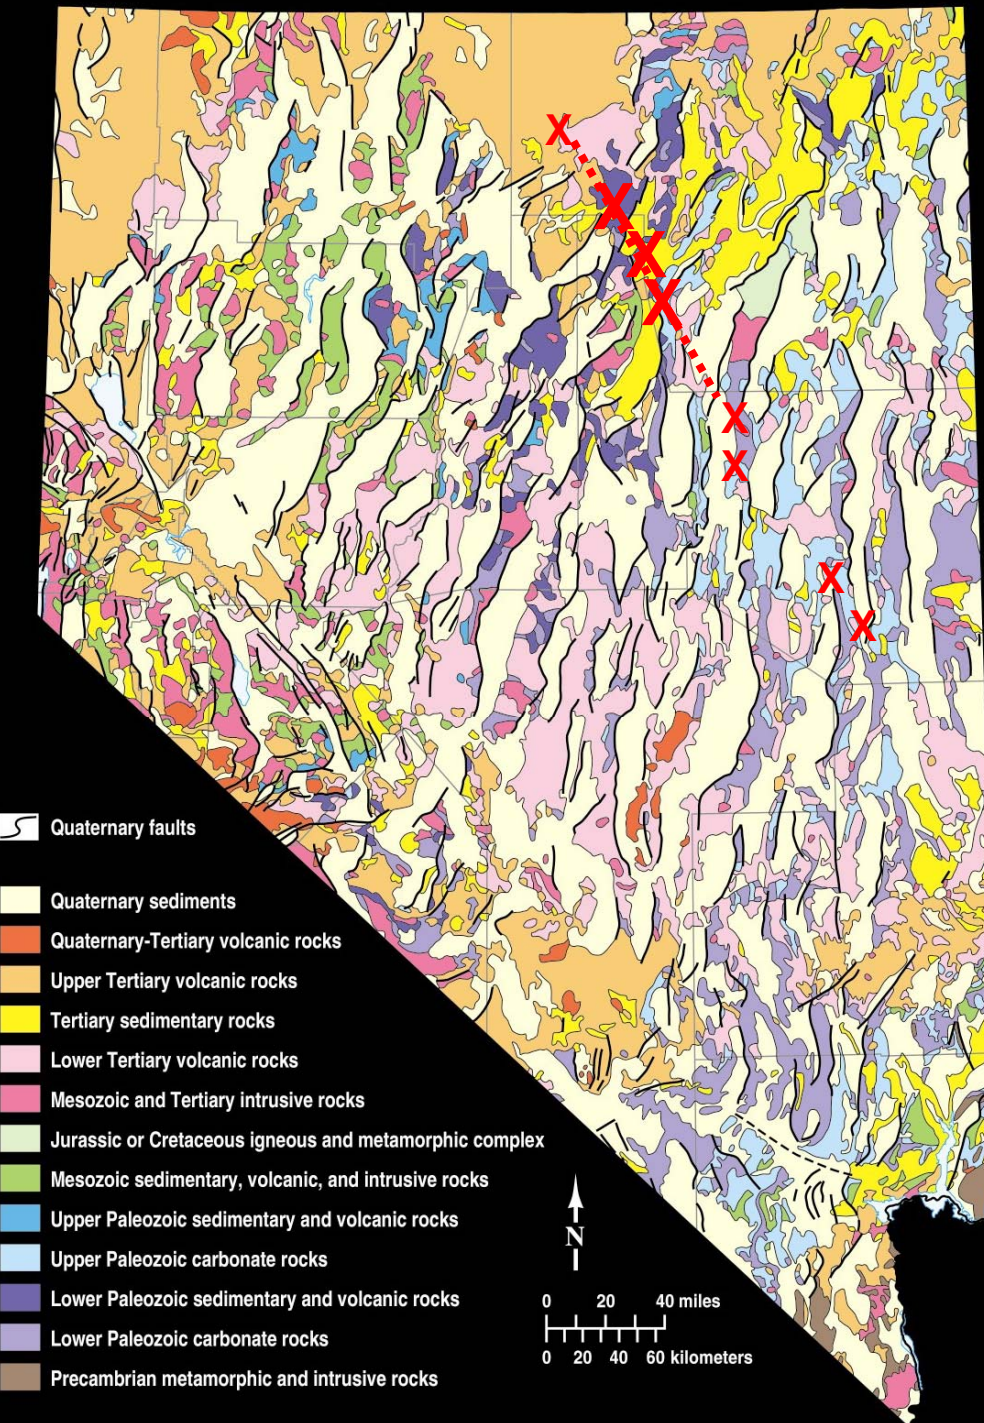 X
X
X
X
X
X
X
X
Quaternary faults
Quaternary sediments
Quaternary-Tertiary volcanic rocks
Upper Tertiary volcanic rocks
Tertiary sedimentary rocks
Lower Tertiary volcanic rocks
Mesozoic and Tertiary intrusive rocks
Jurassic or Cretaceous igneous and metamorphic complex
Mesozoic sedimentary, volcanic, and intrusive rocks
Upper Paleozoic sedimentary and volcanic rocks
Upper Paleozoic carbonate rocks
Lower Paleozoic sedimentary and volcanic rocks
Lower Paleozoic carbonate rocks
Precambrian metamorphic and intrusive rocks
N
0 20 40 miles
0 20 40 60 kilometers